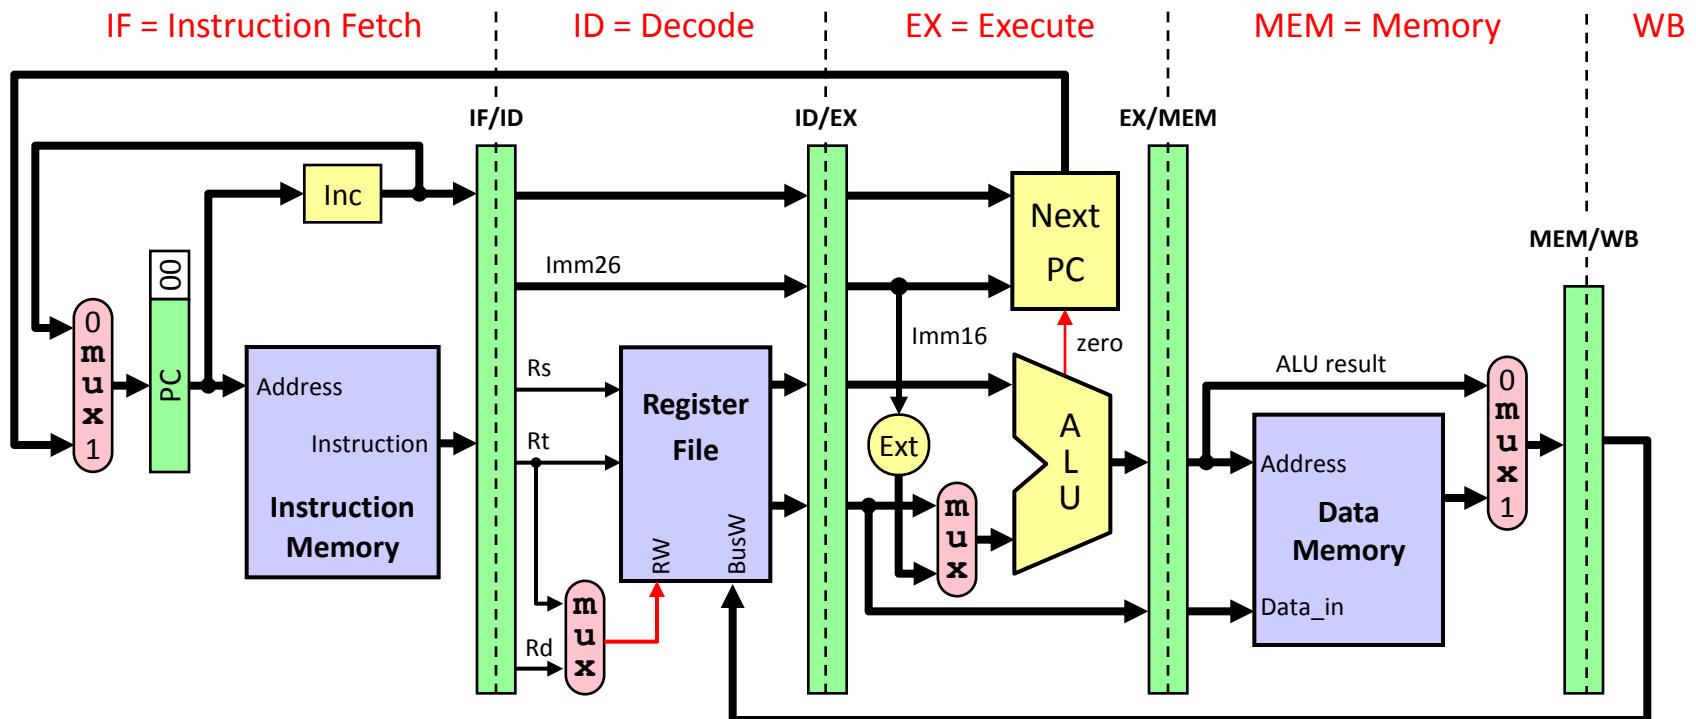 IF = Instruction Fetch
ID = Decode
EX = Execute
MEM = Memory
WB
IF/ID
ID/EX
EX/MEM
MEM/WB
Inc
Next
PC
00
PC
0
m
u
x
1
Address
Instruction
Instruction
Memory
Imm26
Rs
Rt
Rd
Register
File
RW
BusW
m
u
x
Imm16
Ext
m
u
x
zero
A
L
U
ALU result
Address
Data
Memory
Data_in
0
m
u
x
1